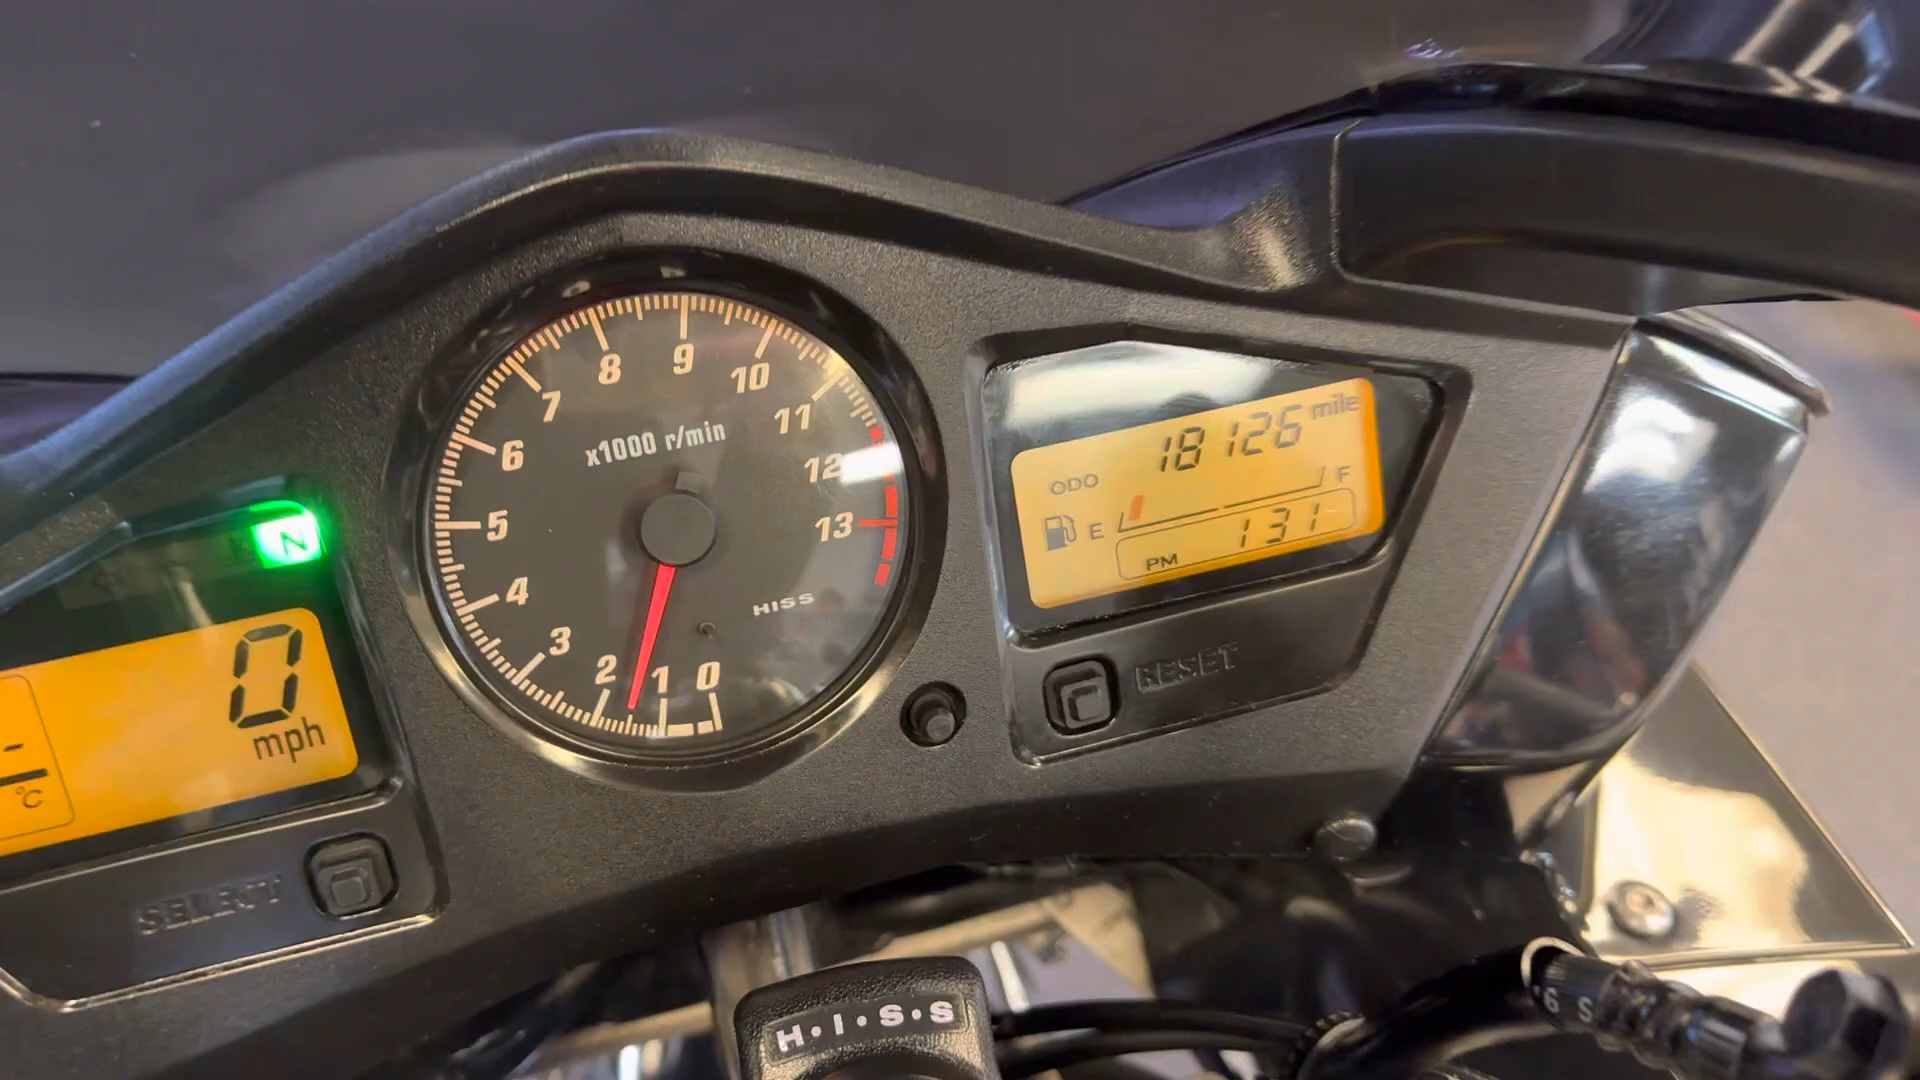 N
0
mph
-
°C
SELECT
x1000 r/min
0
1
2
3
4
5
6
7
8
9
10
11
12
13
HISS
18126 mile
ODO
E F
PM 131
RESET
H·I·S·S
6 S